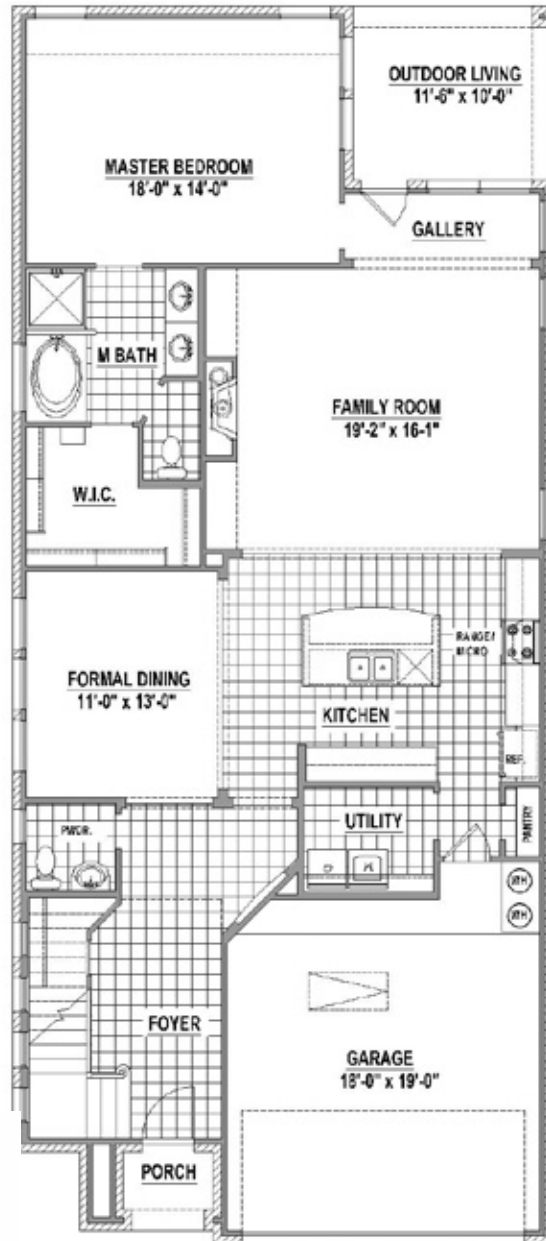 OUTDOOR LIVING
11'-6" x 10'-0"
MASTER BEDROOM
18'-0" x 14'-0"
GALLERY
M BATH
FAMILY ROOM
19'-2" x 16-1"
W.I.C.
RANGE/
MICRO
FORMAL DINING
11'-0" x 13'-0"
KITCHEN
REF.
UTILITY
PANTRY
PWDR.
WH
WH
FOYER
GARAGE
18'-0" x 19'-0"
PORCH